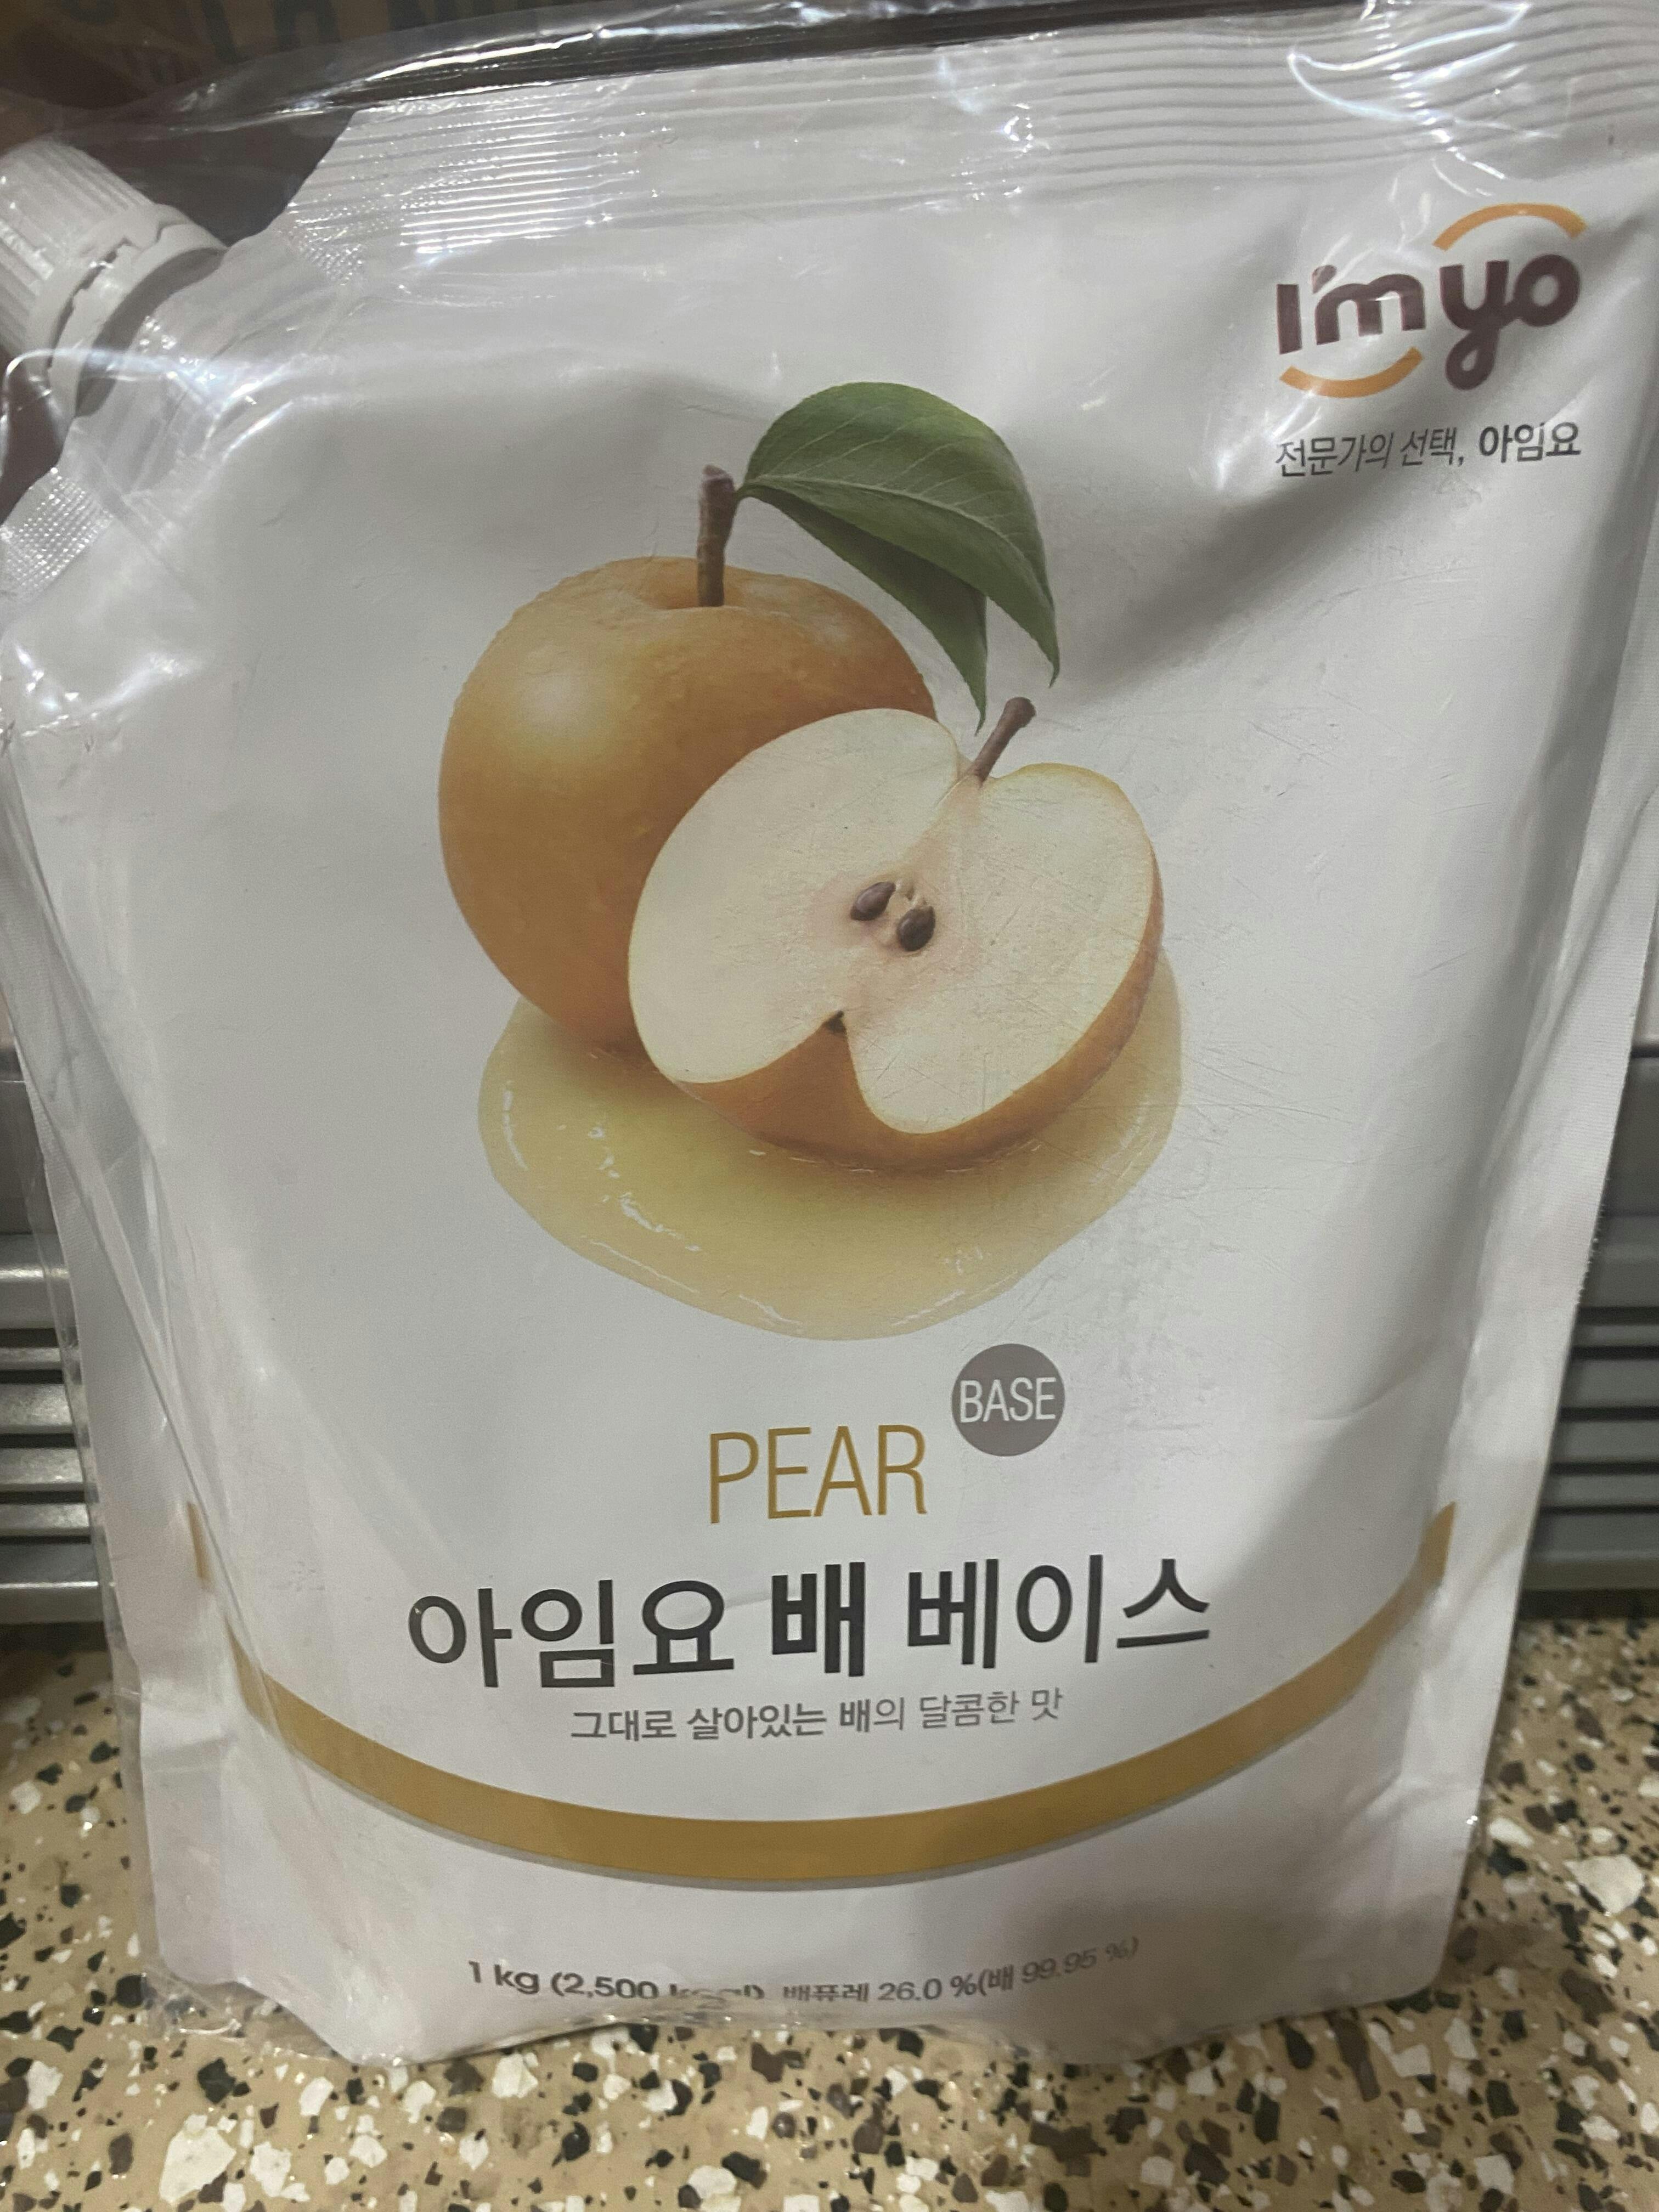 I'm yo
전문가의 선택, 아임요
BASE
PEAR
아임요 배 베이스
그대로 살아있는 배의 달콤한 맛
1 kg (2,500 kcal) 배퓨레 26.0 %(배 99.95 %)